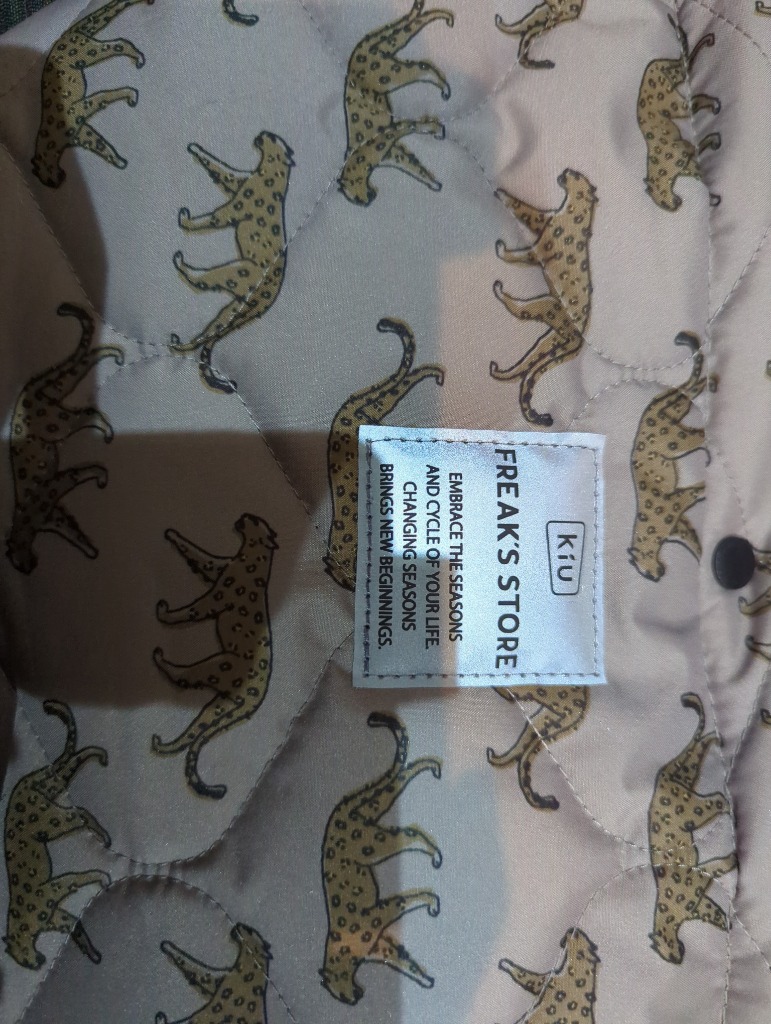 kiu
FREAK'S STORE
EMBRACE THE SEASONS
AND CYCLE OF YOUR LIFE.
CHANGING SEASONS
BRINGS NEW BEGINNINGS.